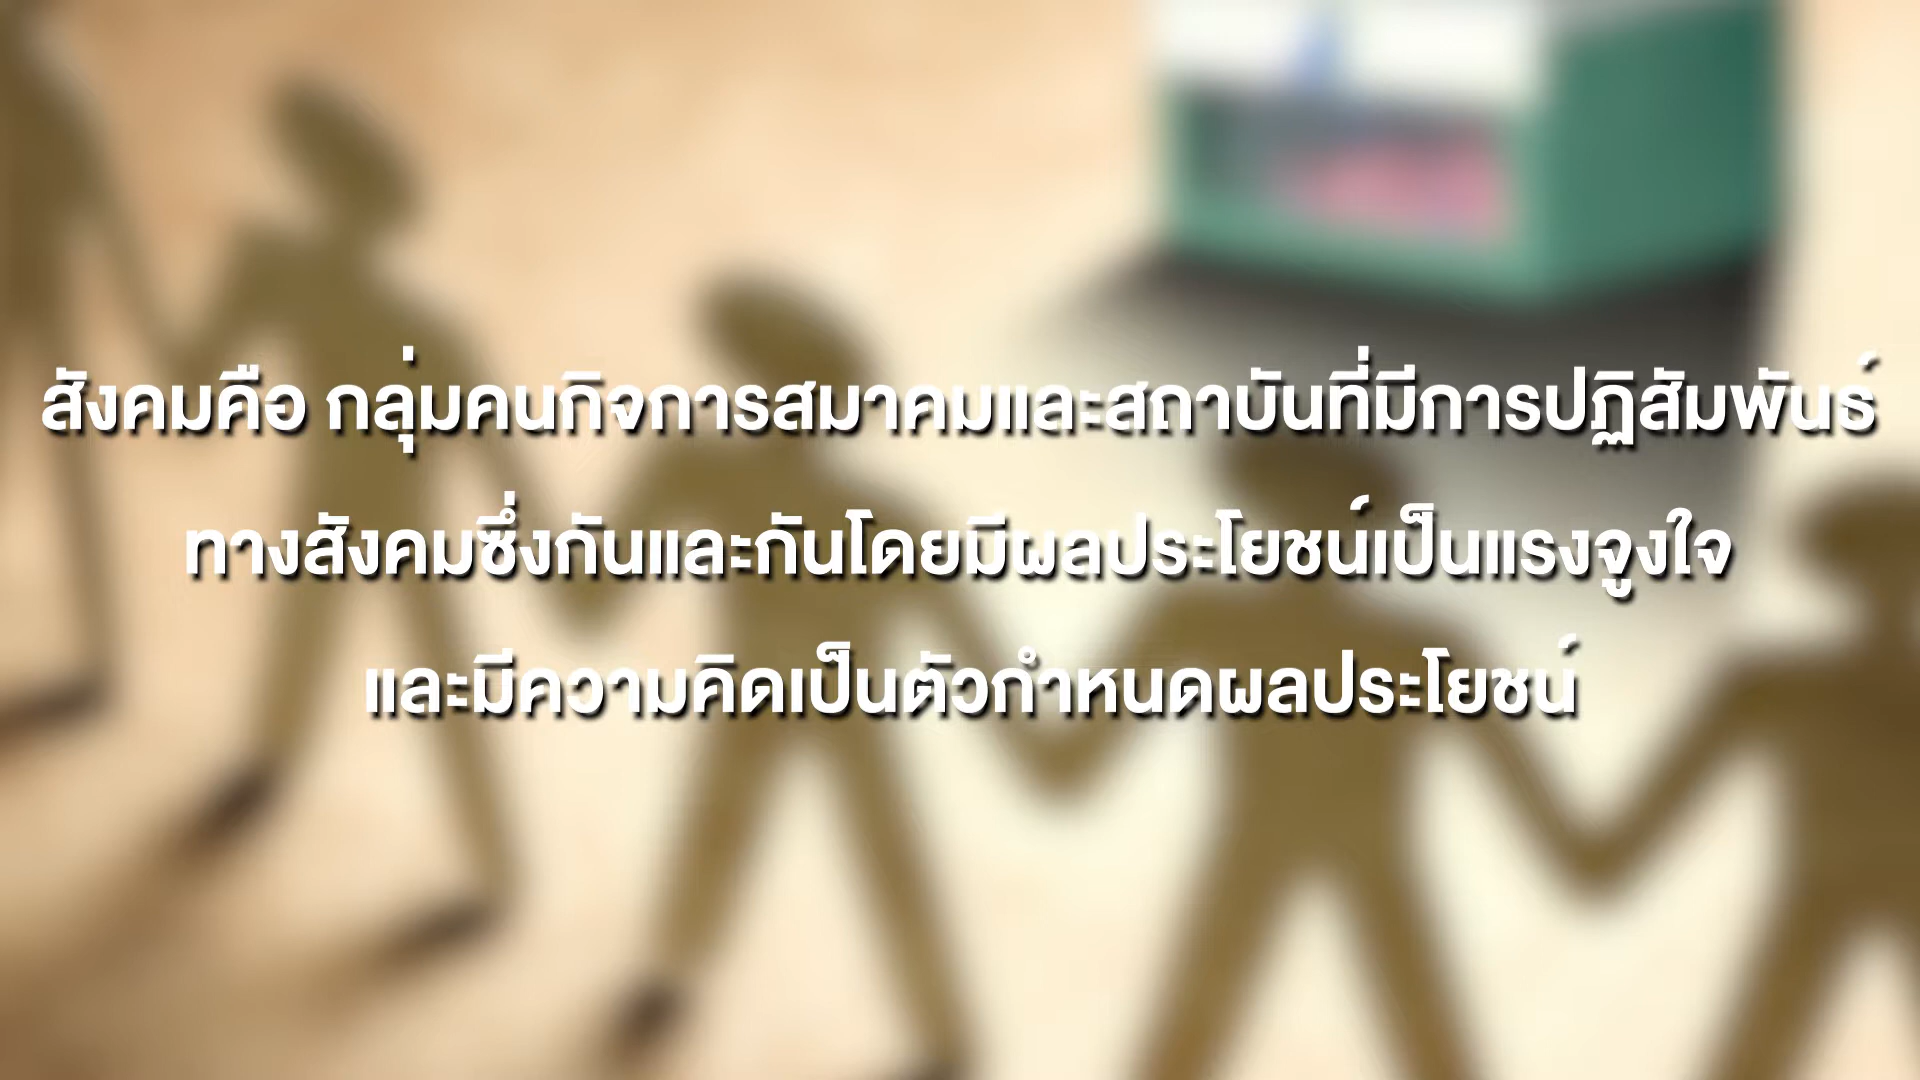 สังคมคือ กลุ่มคนกิจการสมาคมและสถาบันที่มีการปฏิสัมพันธ์
ทางสังคมซึ่งกันและกันโดยมีผลประโยชน์เป็นแรงจูงใจ
และมีความคิดเป็นตัวกำหนดผลประโยชน์